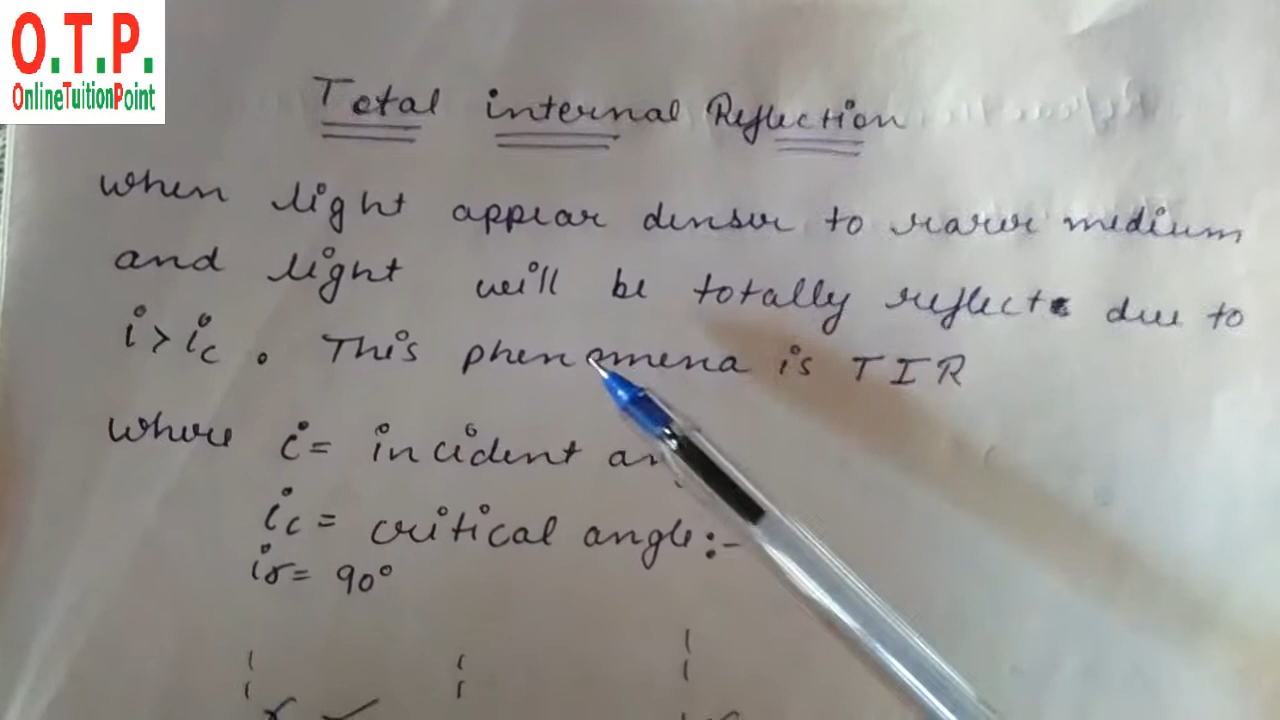 O.T.P.
OnlineTuitionPoint
Total internal Reflection
when light appear denser to rarer medium
and light will be totally reflect due to
i > ic . This phenomena is TIR
where i = incident
ic = critical angle :-
ir = 90°